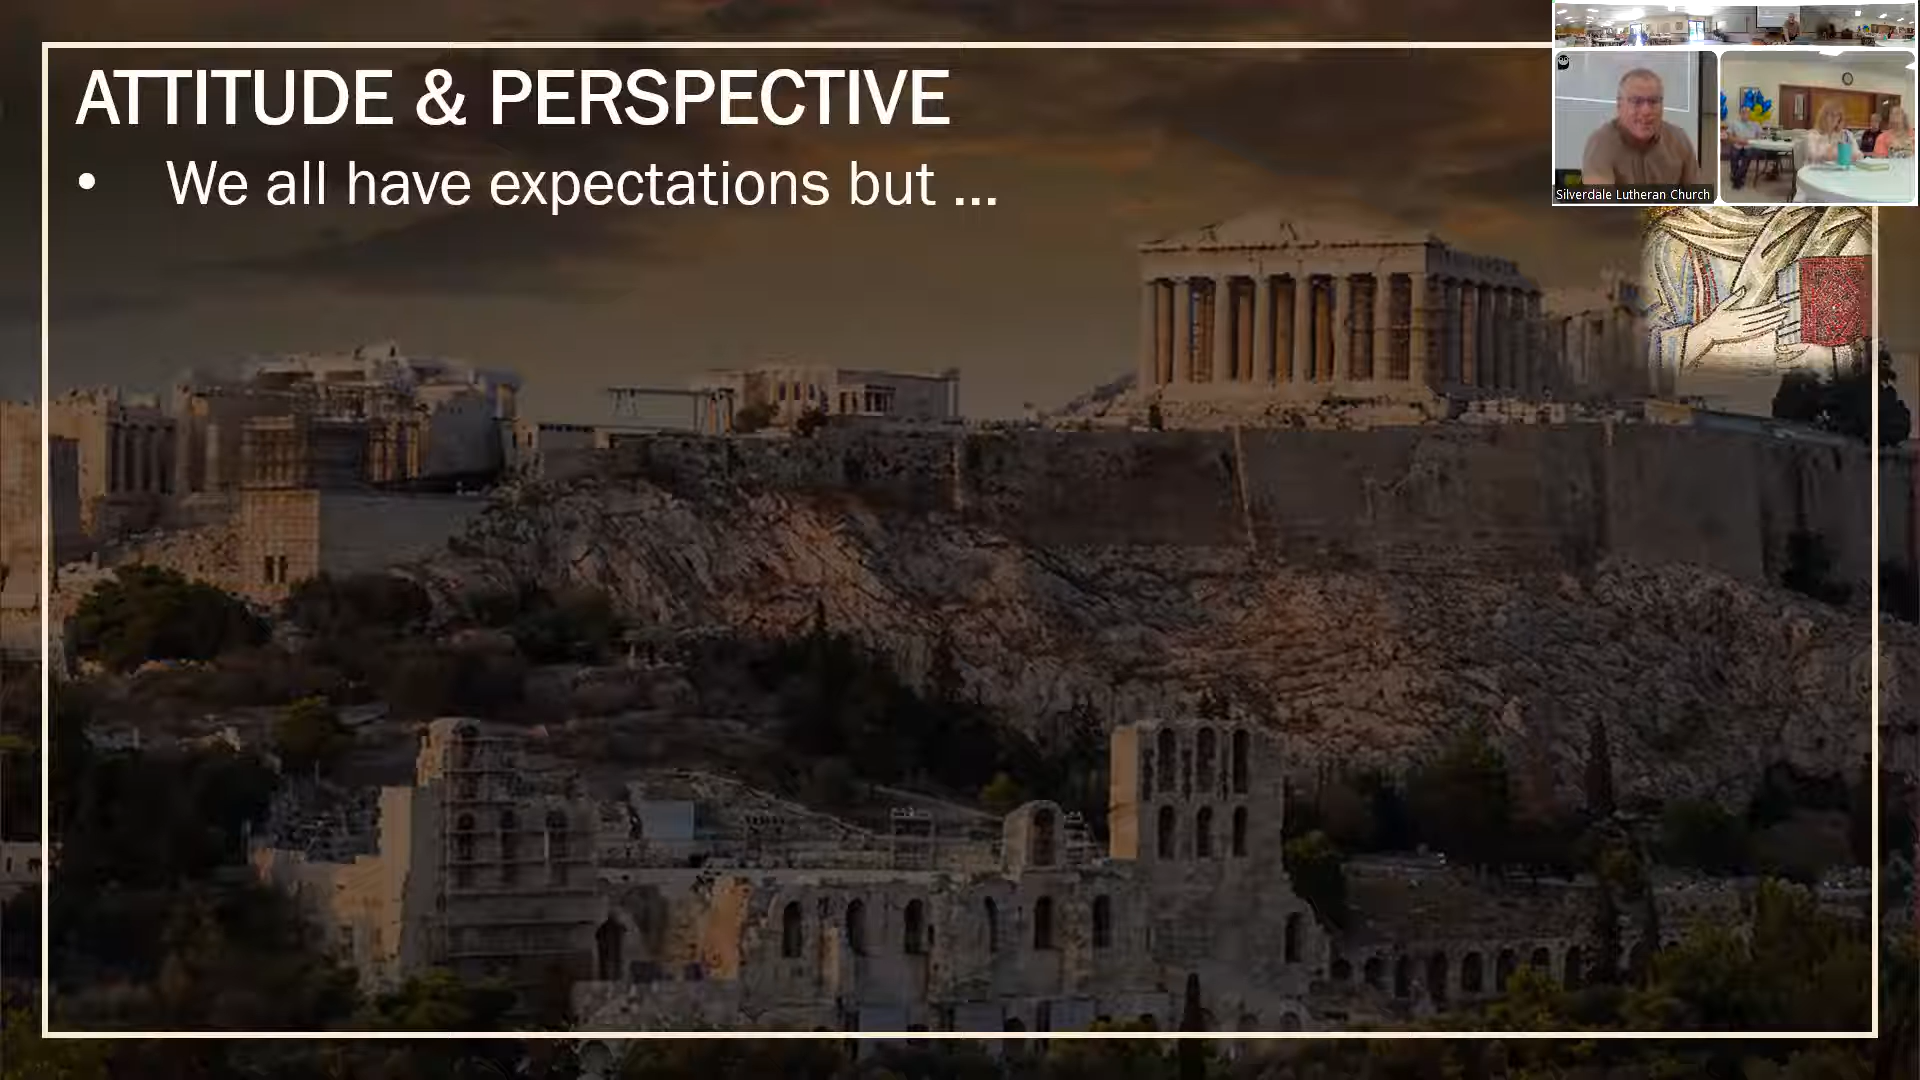 ATTITUDE & PERSPECTIVE
• We all have expectations but ...
Silverdale Lutheran Church